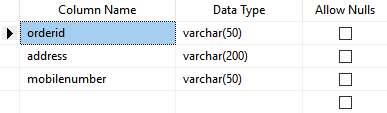 Column Name Data Type Allow Nulls
orderid varchar(50)
address varchar(200)
mobilenumber varchar(50)